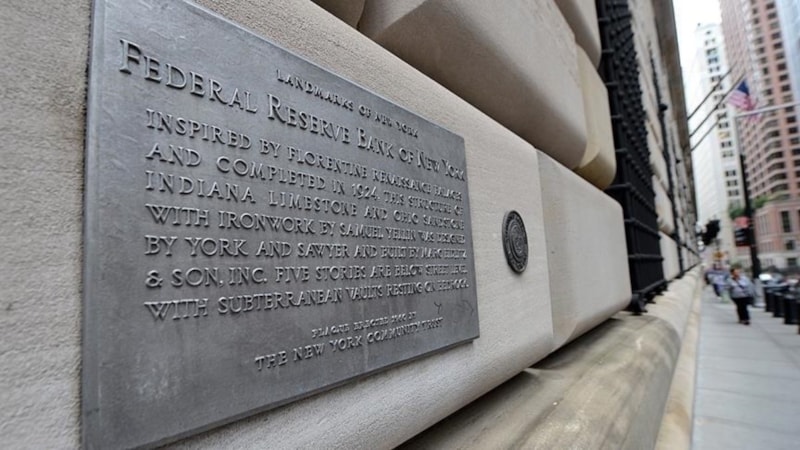 LANDMARKS OF NEW YORK
FEDERAL RESERVE BANK OF NEW YORK
INSPIRED BY FLORENTINE RENAISSANCE PALACES
AND COMPLETED IN 1924, THIS STRUCTURE OF
INDIANA LIMESTONE AND OHIO SANDSTONE
WITH IRONWORK BY SAMUEL YELLIN WAS DESIGNED
BY YORK AND SAWYER AND BUILT BY MARC EIDLITZ
& SON, INC. FIVE STORIES ARE BELOW STREET LEVEL
WITH SUBTERRANEAN VAULTS RESTING ON BEDROCK.
PLAQUE ERECTED BY
THE NEW YORK COMMUNITY TRUST